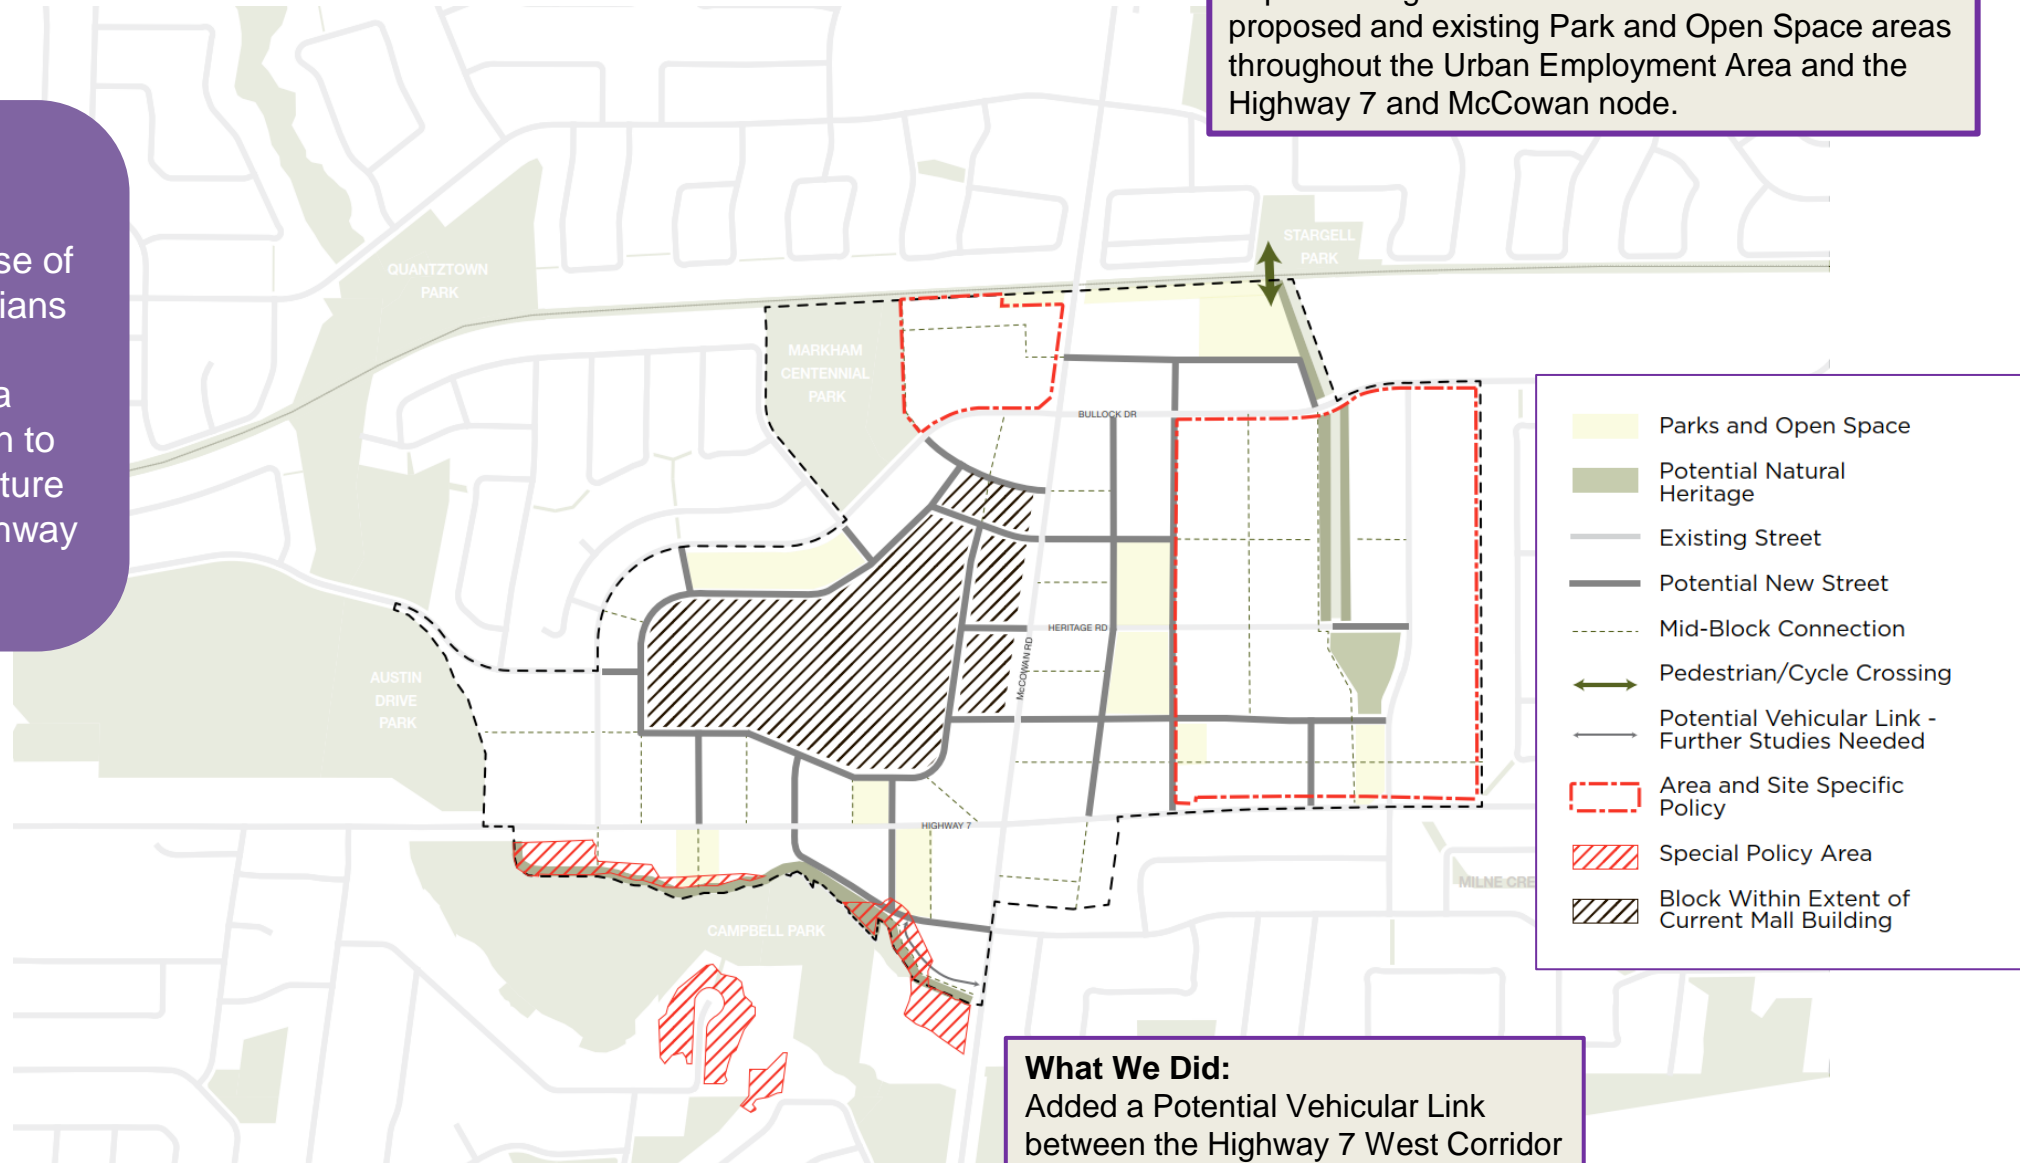 proposed and existing Park and Open Space areas
throughout the Urban Employment Area and the
Highway 7 and McCowan node.
se of
ians
a
n to
ture
hway
STARGELL
PARK
QUANTZTOWN
PARK
MARKHAM
CENTENNIAL
PARK
BULLOCK DR
HERITAGE RD
McCOWAN RD
AUSTIN
DRIVE
PARK
HIGHWAY 7
CAMPBELL PARK
MILNE CRE
Parks and Open Space
Potential Natural
Heritage
Existing Street
Potential New Street
Mid-Block Connection
Pedestrian/Cycle Crossing
Potential Vehicular Link -
Further Studies Needed
Area and Site Specific
Policy
Special Policy Area
Block Within Extent of
Current Mall Building
What We Did:
Added a Potential Vehicular Link
between the Highway 7 West Corridor